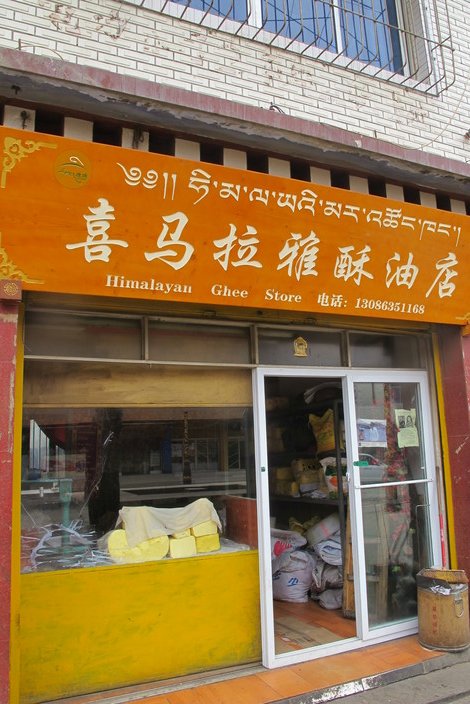 ༄༅།། ཧི་མ་ལ་ཡའི་མར་འཚོང་ཁང་།
喜马拉雅酥油店
Himalayan Ghee Store 电话: 13086351168